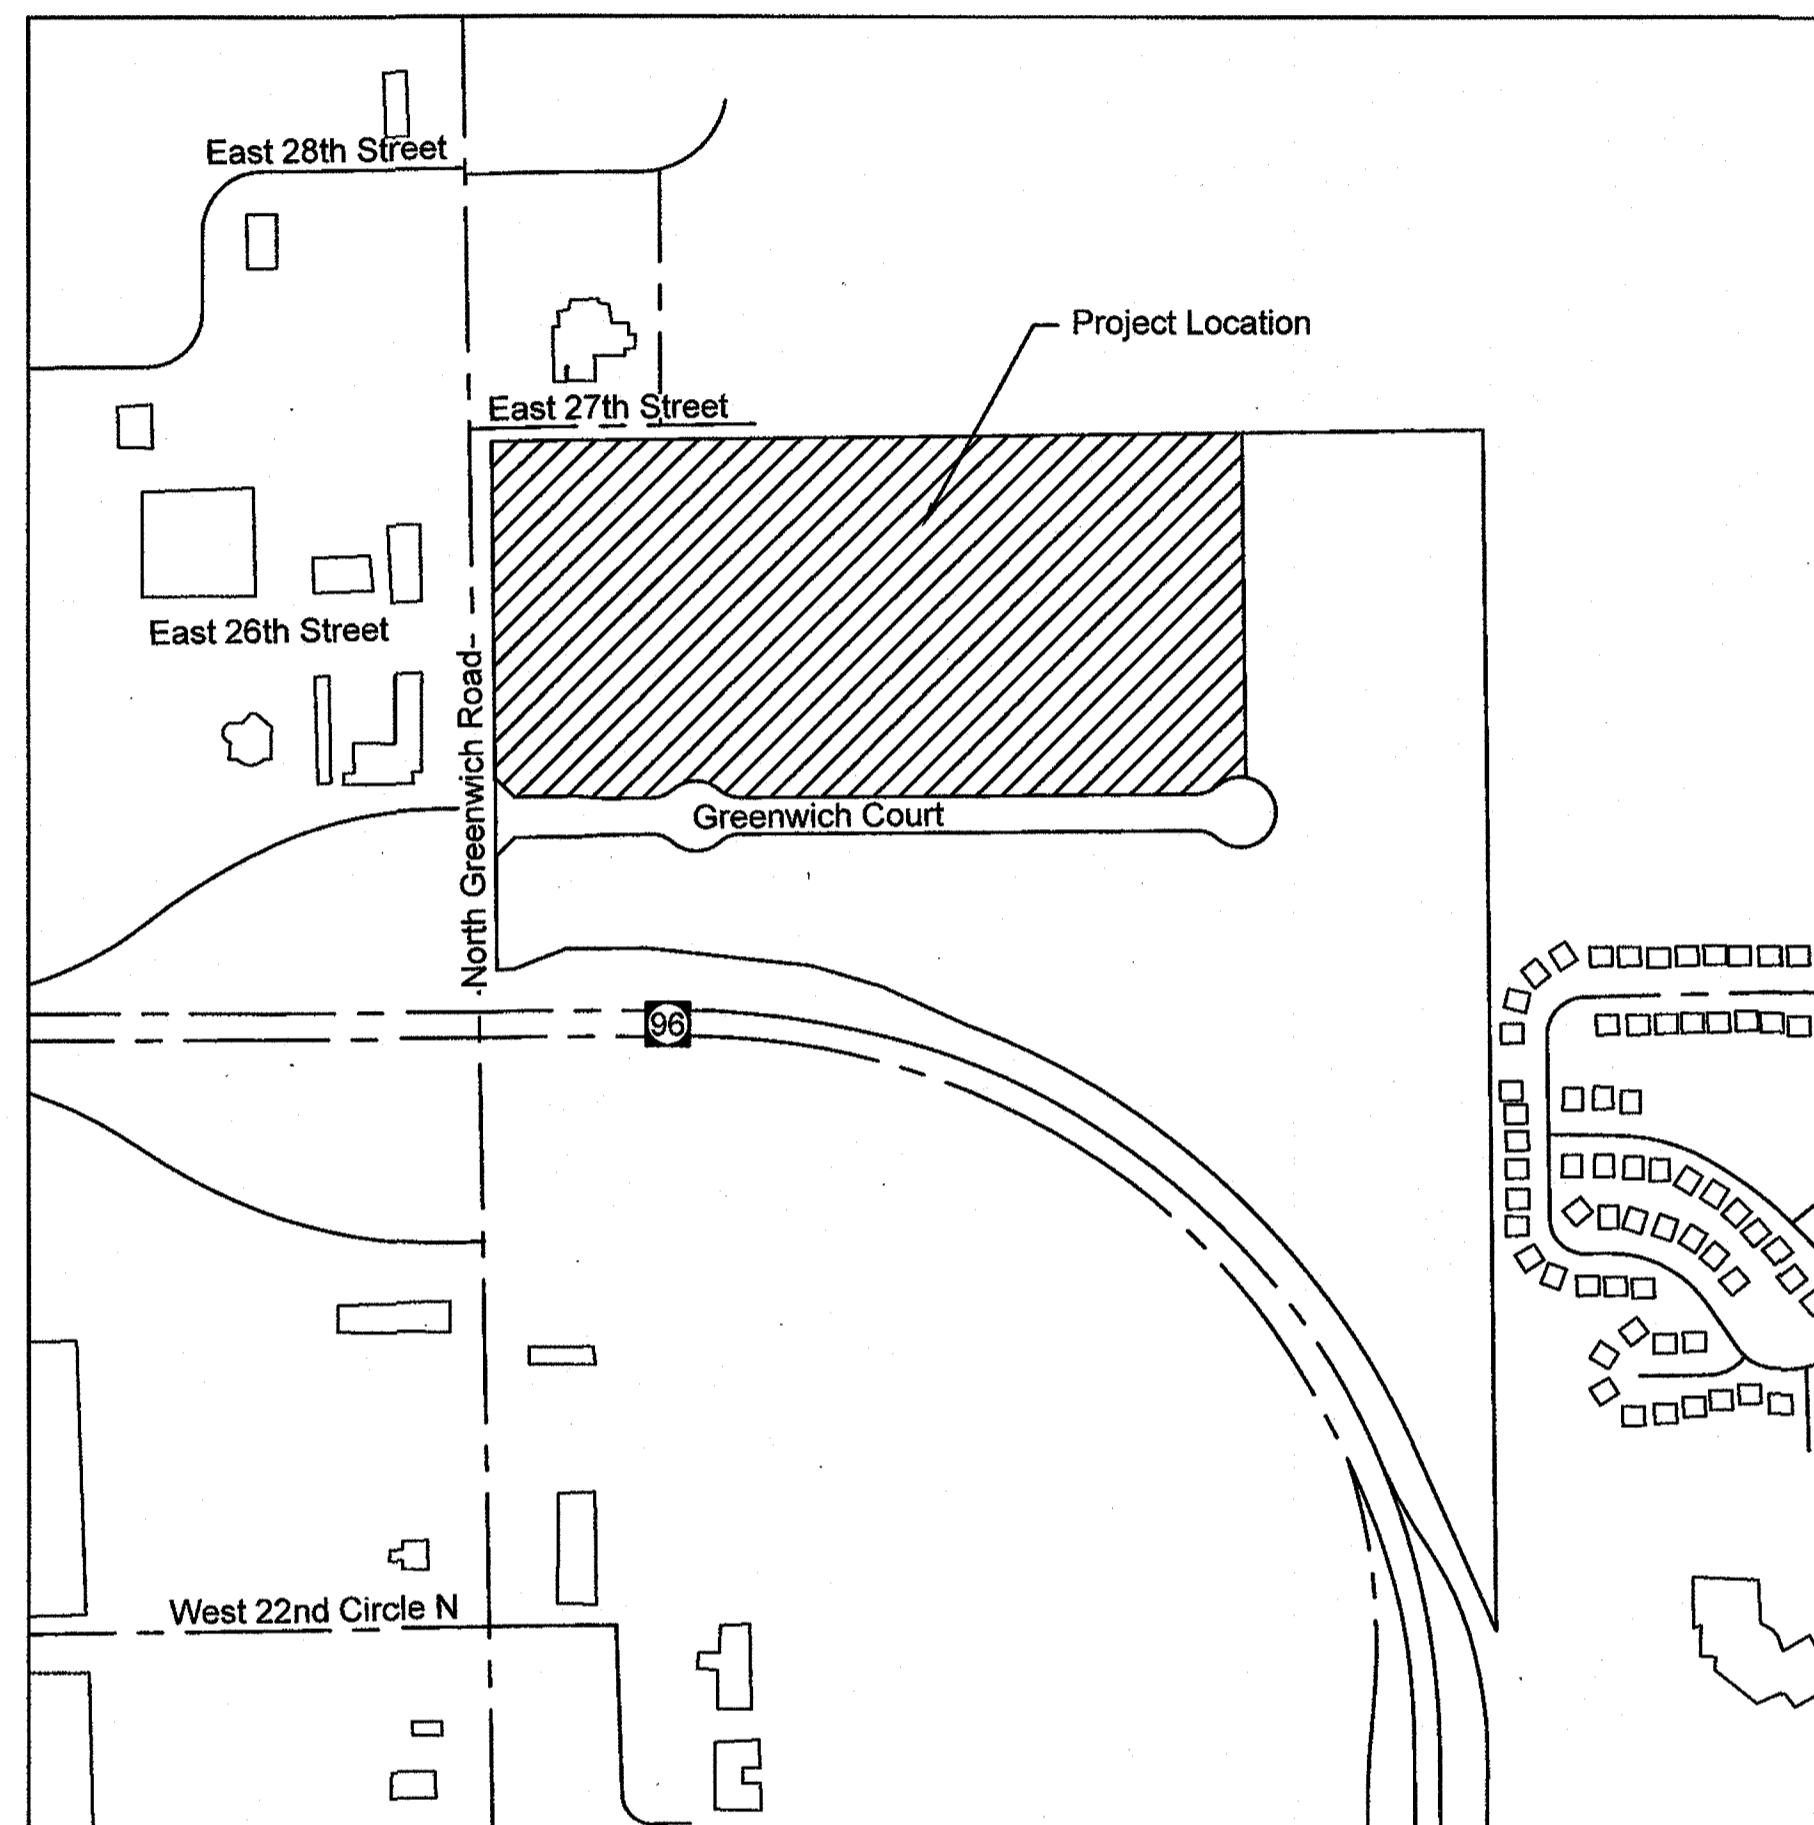 East 28th Street
Project Location
East 27th Street
East 26th Street
North Greenwich Road
Greenwich Court
96
West 22nd Circle N